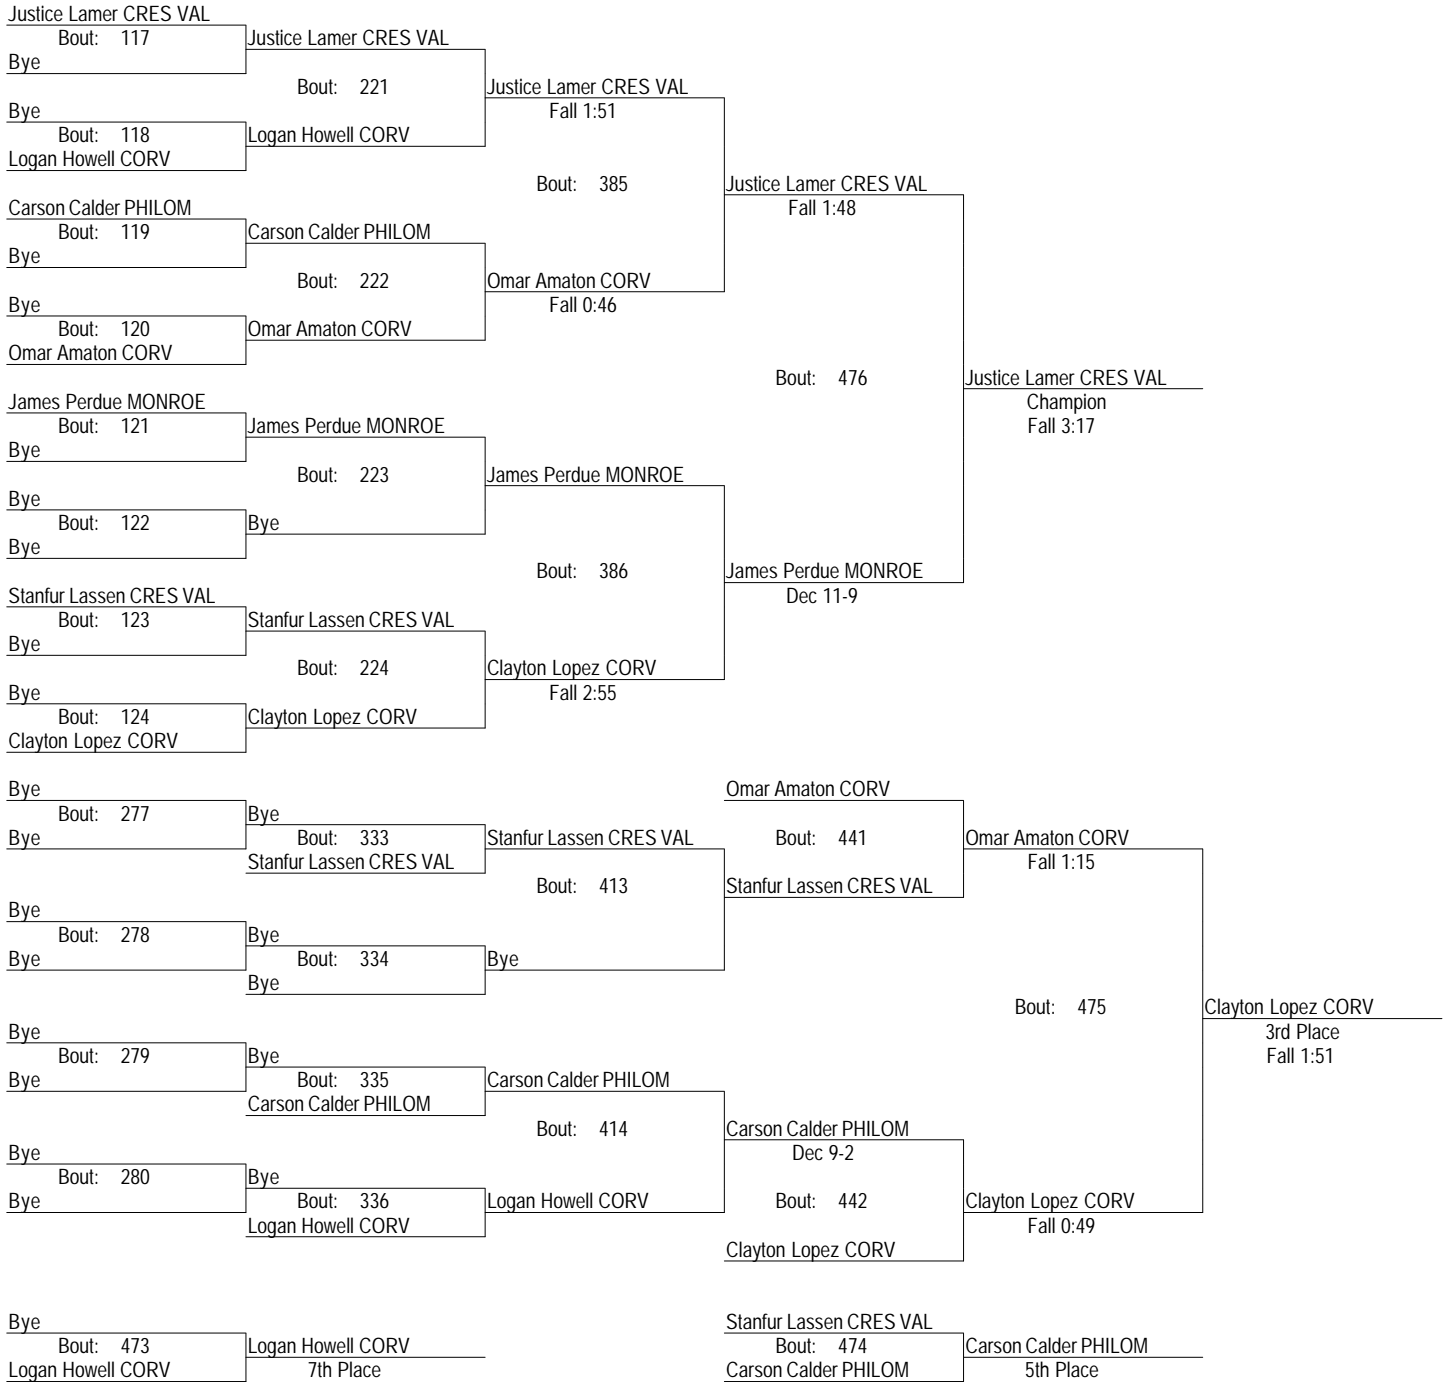 Justice Lamer CRES VAL
Bout: 117 Justice Lamer CRES VAL
Bye
Bout: 221 Justice Lamer CRES VAL
Bye Fall 1:51
Bout: 118 Logan Howell CORV
Logan Howell CORV
Bout: 385 Justice Lamer CRES VAL
Carson Calder PHILOM Fall 1:48
Bout: 119 Carson Calder PHILOM
Bye
Bout: 222 Omar Amaton CORV
Bye Fall 0:46
Bout: 120 Omar Amaton CORV
Omar Amaton CORV
Bout: 476 Justice Lamer CRES VAL
James Perdue MONROE Champion
Bout: 121 James Perdue MONROE Fall 3:17
Bye
Bout: 223 James Perdue MONROE
Bye
Bout: 122 Bye
Bye
Bout: 386 James Perdue MONROE
Stanfur Lassen CRES VAL Dec 11-9
Bout: 123 Stanfur Lassen CRES VAL
Bye
Bout: 224 Clayton Lopez CORV
Bye Fall 2:55
Bout: 124 Clayton Lopez CORV
Clayton Lopez CORV
Bye Omar Amaton CORV
Bout: 277 Bye
Bye Bout: 333 Stanfur Lassen CRES VAL Bout: 441 Omar Amaton CORV
Stanfur Lassen CRES VAL Fall 1:15
Bout: 413 Stanfur Lassen CRES VAL
Bye
Bout: 278 Bye
Bye Bout: 334 Bye
Bye
Bout: 475 Clayton Lopez CORV
Bye 3rd Place
Bout: 279 Bye Fall 1:51
Bye Bout: 335 Carson Calder PHILOM
Carson Calder PHILOM
Bout: 414 Carson Calder PHILOM
Bye Dec 9-2
Bout: 280 Bye
Bye Bout: 336 Logan Howell CORV Bout: 442 Clayton Lopez CORV
Logan Howell CORV Fall 0:49
Clayton Lopez CORV
Bye Stanfur Lassen CRES VAL
Bout: 473 Logan Howell CORV Bout: 474 Carson Calder PHILOM
Logan Howell CORV 7th Place Carson Calder PHILOM 5th Place